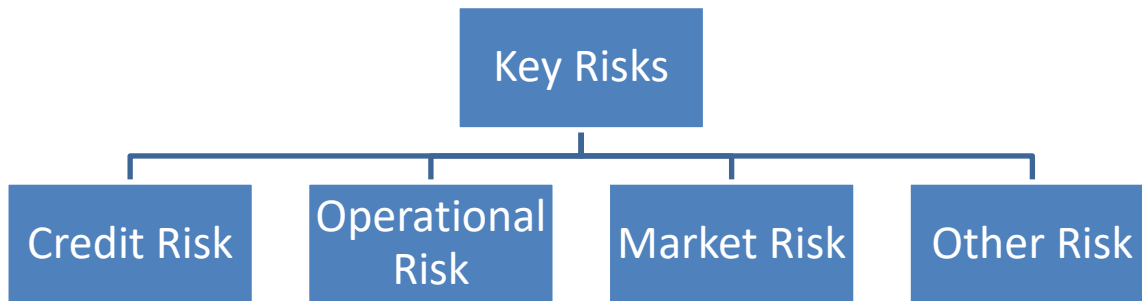 Key Risks
Credit Risk
Operational
Risk
Market Risk
Other Risk